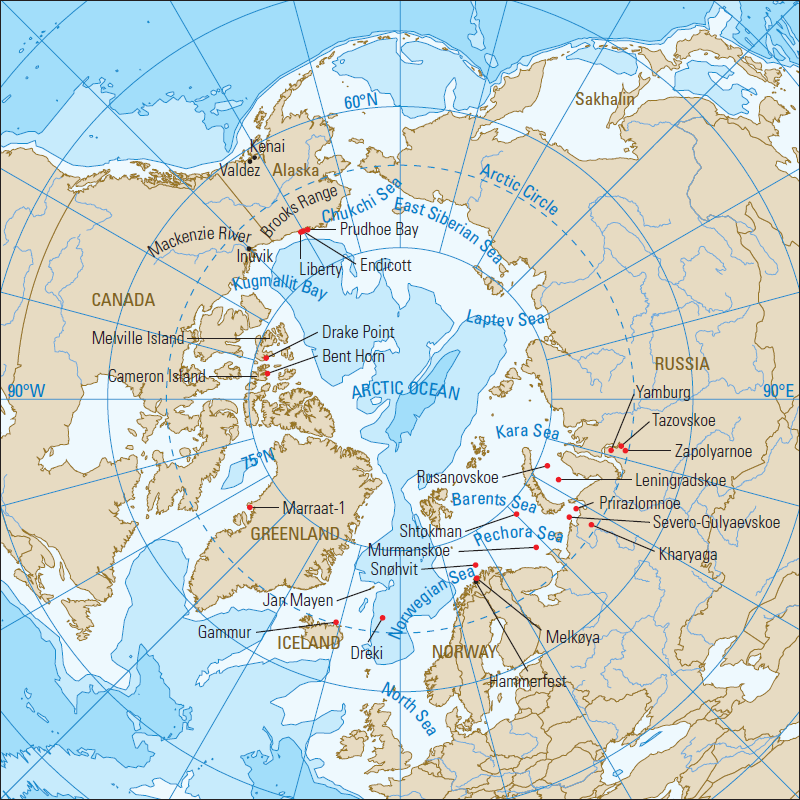 60°N
Sakhalin
Kenai
Valdez
Alaska
Arctic Circle
Brooks Range
Chukchi Sea
East Siberian Sea
Mackenzie River
Prudhoe Bay
Inuvik
Liberty
Endicott
Kugmallit Bay
CANADA
Laptev Sea
Melville Island
Drake Point
Bent Horn
Cameron Island
RUSSIA
ARCTIC OCEAN
90°W
90°E
Yamburg
Tazovskoe
Kara Sea
Zapolyarnoe
75°N
Rusanovskoe
Leningradskoe
Barents Sea
Prirazlomnoe
Marraat-1
Severo-Gulyaevskoe
GREENLAND
Shtokman
Pechora Sea
Murmanskoe
Kharyaga
Snøhvit
Norwegian Sea
Jan Mayen
Gammur
ICELAND
Melkøya
Dreki
NORWAY
Hammerfest
North Sea